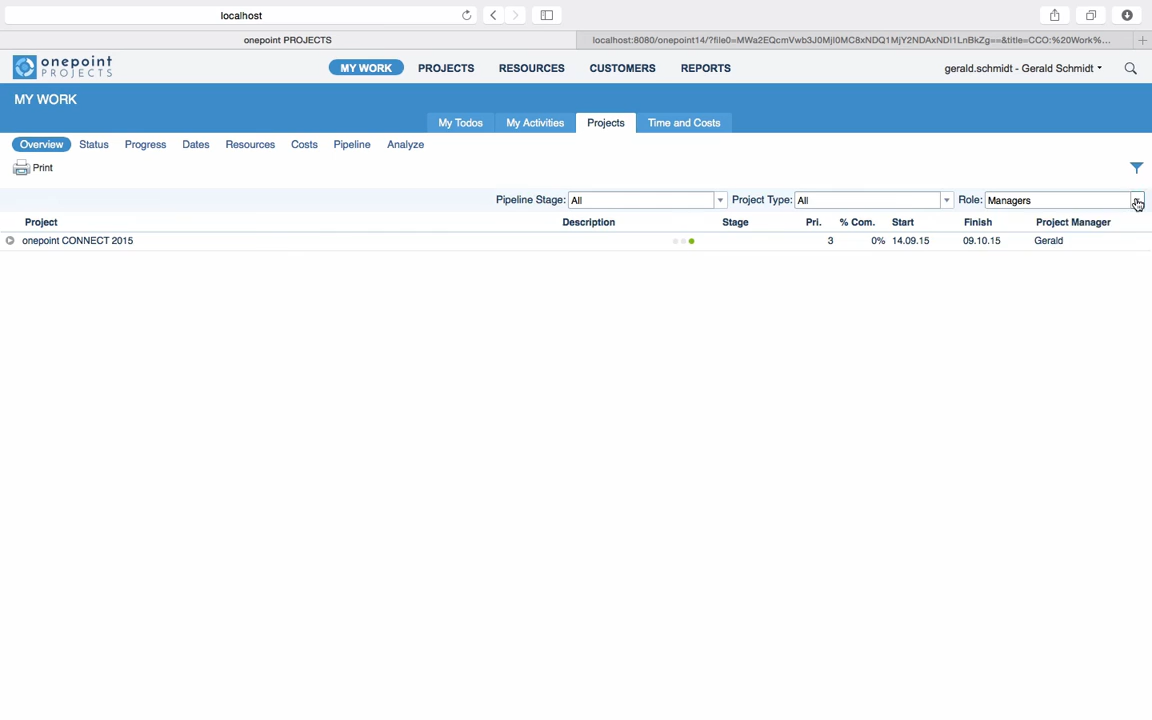 localhost
onepoint PROJECTS
localhost:8080/onepoint14/?file0=MWa2EQcmVwb3J0MjI0MC8xNDQ1MjY2NDAxNDI1LnBkZg==&title=CCO:%20Work%...
onepoint
PROJECTS
MY WORK PROJECTS RESOURCES CUSTOMERS REPORTS
gerald.schmidt - Gerald Schmidt
MY WORK
My Todos My Activities Projects Time and Costs
Overview Status Progress Dates Resources Costs Pipeline Analyze
Print
Pipeline Stage: All Project Type: All Role: Managers
Project Description Stage Pri. % Com. Start Finish Project Manager
onepoint CONNECT 2015 3 0% 14.09.15 09.10.15 Gerald